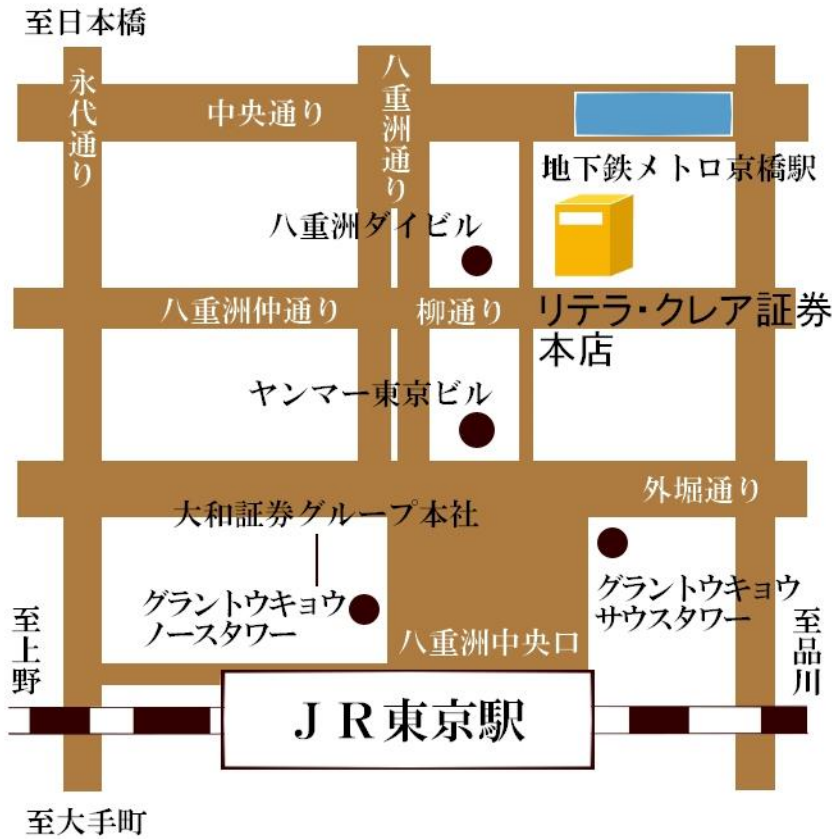 至日本橋
永代通り
中央通り
八重洲通り
地下鉄メトロ京橋駅
八重洲ダイビル
八重洲仲通り
柳通り
リテラ・クレア証券
本店
ヤンマー東京ビル
外堀通り
大和証券グループ本社
グラントウキョウ
ノースタワー
グラントウキョウ
サウスタワー
八重洲中央口
至上野
至品川
JR東京駅
至大手町